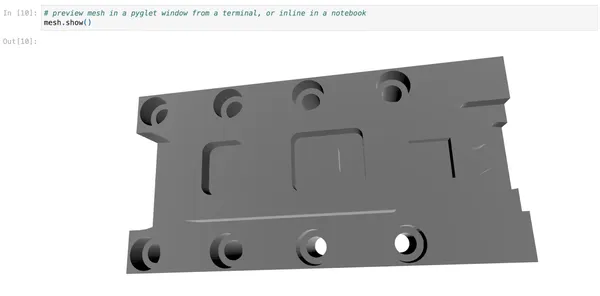 In [10]:
# preview mesh in a pyglet window from a terminal, or inline in a notebook
mesh.show()
Out[10]: